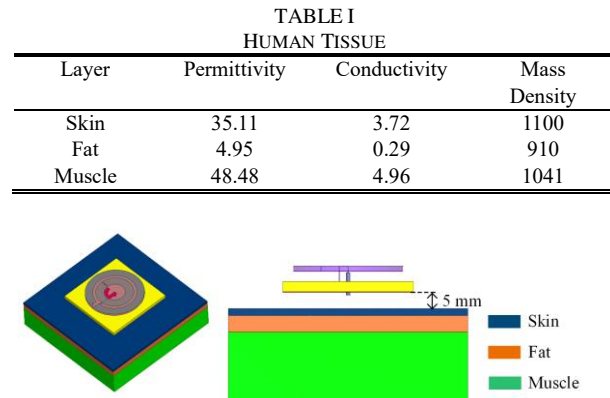 TABLE I
HUMAN TISSUE
Layer Permittivity Conductivity Mass
Density
Skin 35.11 3.72 1100
Fat 4.95 0.29 910
Muscle 48.48 4.96 1041
5 mm
Skin
Fat
Muscle